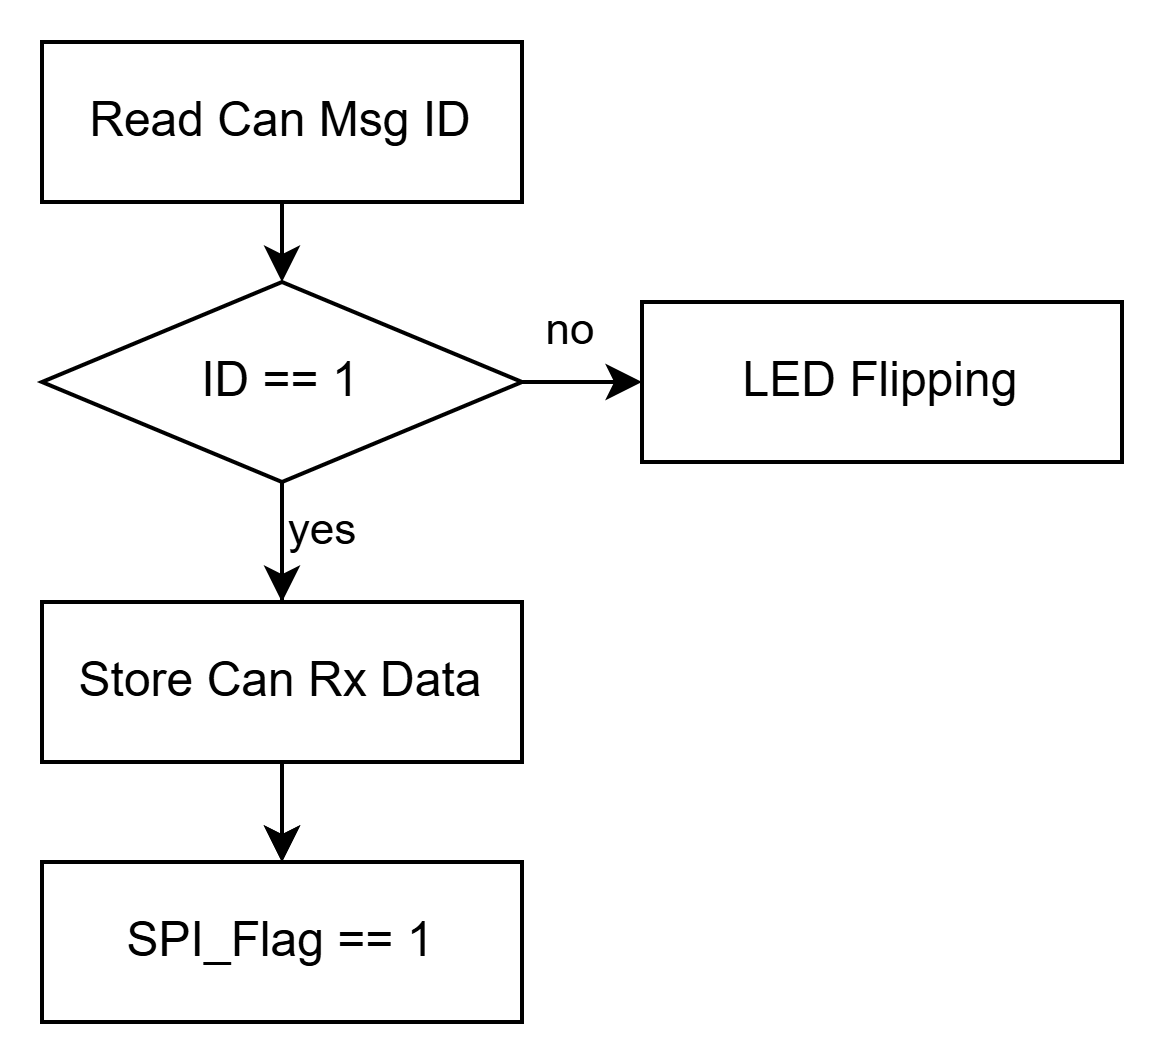 Read Can Msg ID
ID == 1
no
LED Flipping
yes
Store Can Rx Data
SPI_Flag == 1